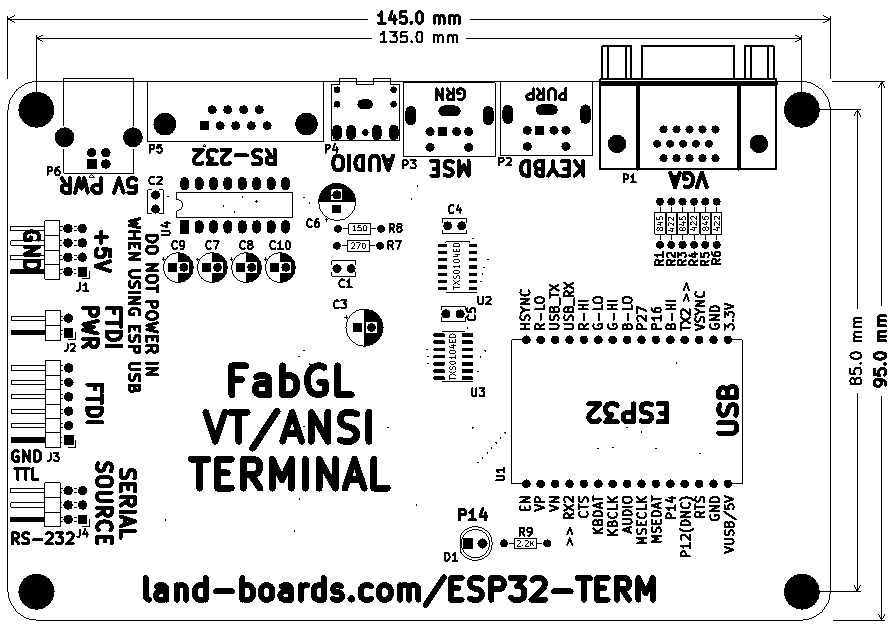 145.0 mm
135.0 mm
GRN
PURP
P5
P4
P3
P2
P1
P6
5V PWR
RS-232
AUDIO
MSE
KEYBD
VGA
C2
U4
C6
C4
150 R8
270 R7
845
422
845
422
846
422
R1
R2
R3
R4
R5
R6
GND
+5V
J1
DO NOT POWER IN
WHEN USING ESP USB
C9
C7
C8
C10
C1
TXS0104ED
U2
C3
C5
TXS0104ED
U3
FTDI
PWR
J2
HSYNC
R-LO
USB_TX
USB_RX
R-HI
G-LO
G-HI
B-LO
P27
P16
B-HI
TX2 >>
VSYNC
GND
3.3V
85.0 mm
95.0 mm
FTDI
GND J3
TTL
FabGL
VT/ANSI
TERMINAL
ESP32
USB
U1
SERIAL
SOURCE
J4
RS-232
EN
VP
VN
>> RX2
CTS
KBDAT
KBCLK
AUDIO
MSECLK
MSEDAT
P14
P12(DNC)
RTS
GND
VUSB/5V
P14
R9
2.2K
D1
land-boards.com/ESP32-TERM